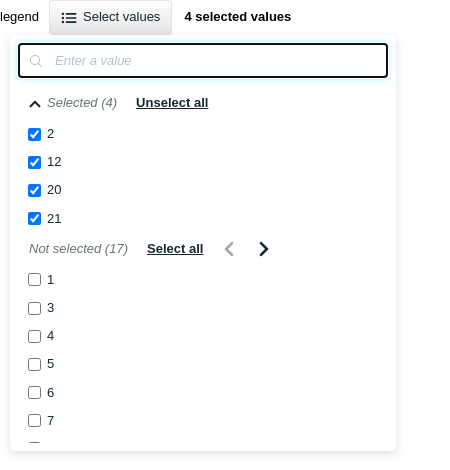 legend Select values 4 selected values
Enter a value
Selected (4) Unselect all
2
12
20
21
Not selected (17) Select all
1
3
4
5
6
7